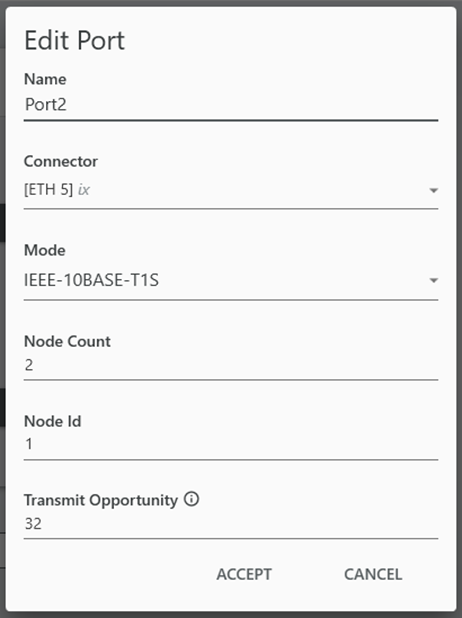 Edit Port
Name
Port2
Connector
[ETH 5] ix
Mode
IEEE-10BASE-T1S
Node Count
2
Node Id
1
Transmit Opportunity
32
ACCEPT CANCEL